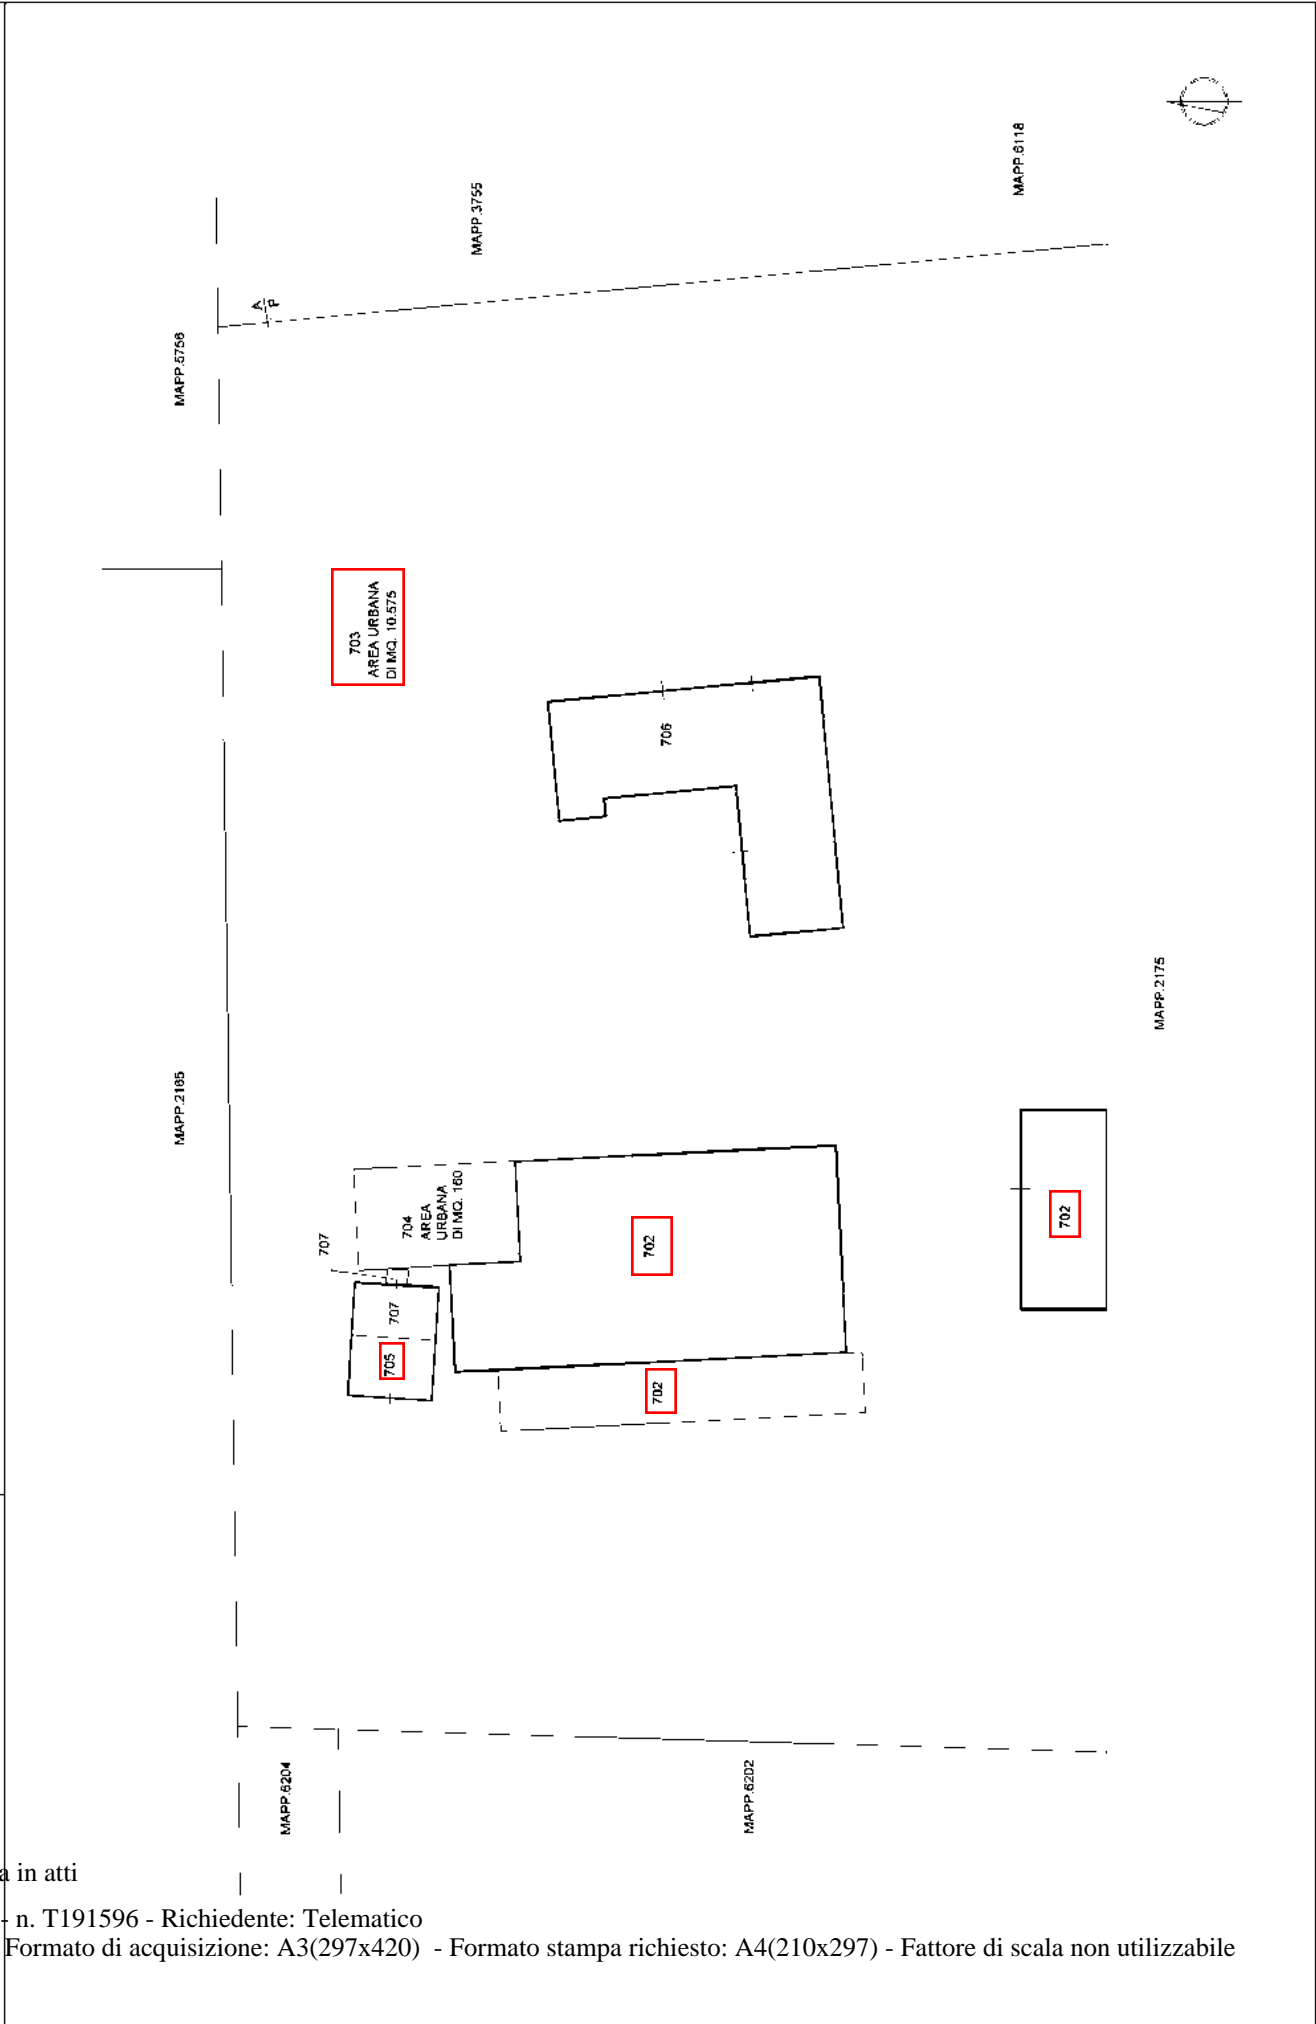 MAPP.6118
MAPP.3755
A
P
MAPP.5756
703
AREA URBANA
DI MQ. 10.575
706
MAPP.2175
MAPP.2165
704
AREA
URBANA
DI MQ. 160
707
702
702
707
705
702
MAPP.6204
MAPP.6202
a in atti
- n. T191596 - Richiedente: Telematico
Formato di acquisizione: A3(297x420) - Formato stampa richiesto: A4(210x297) - Fattore di scala non utilizzabile